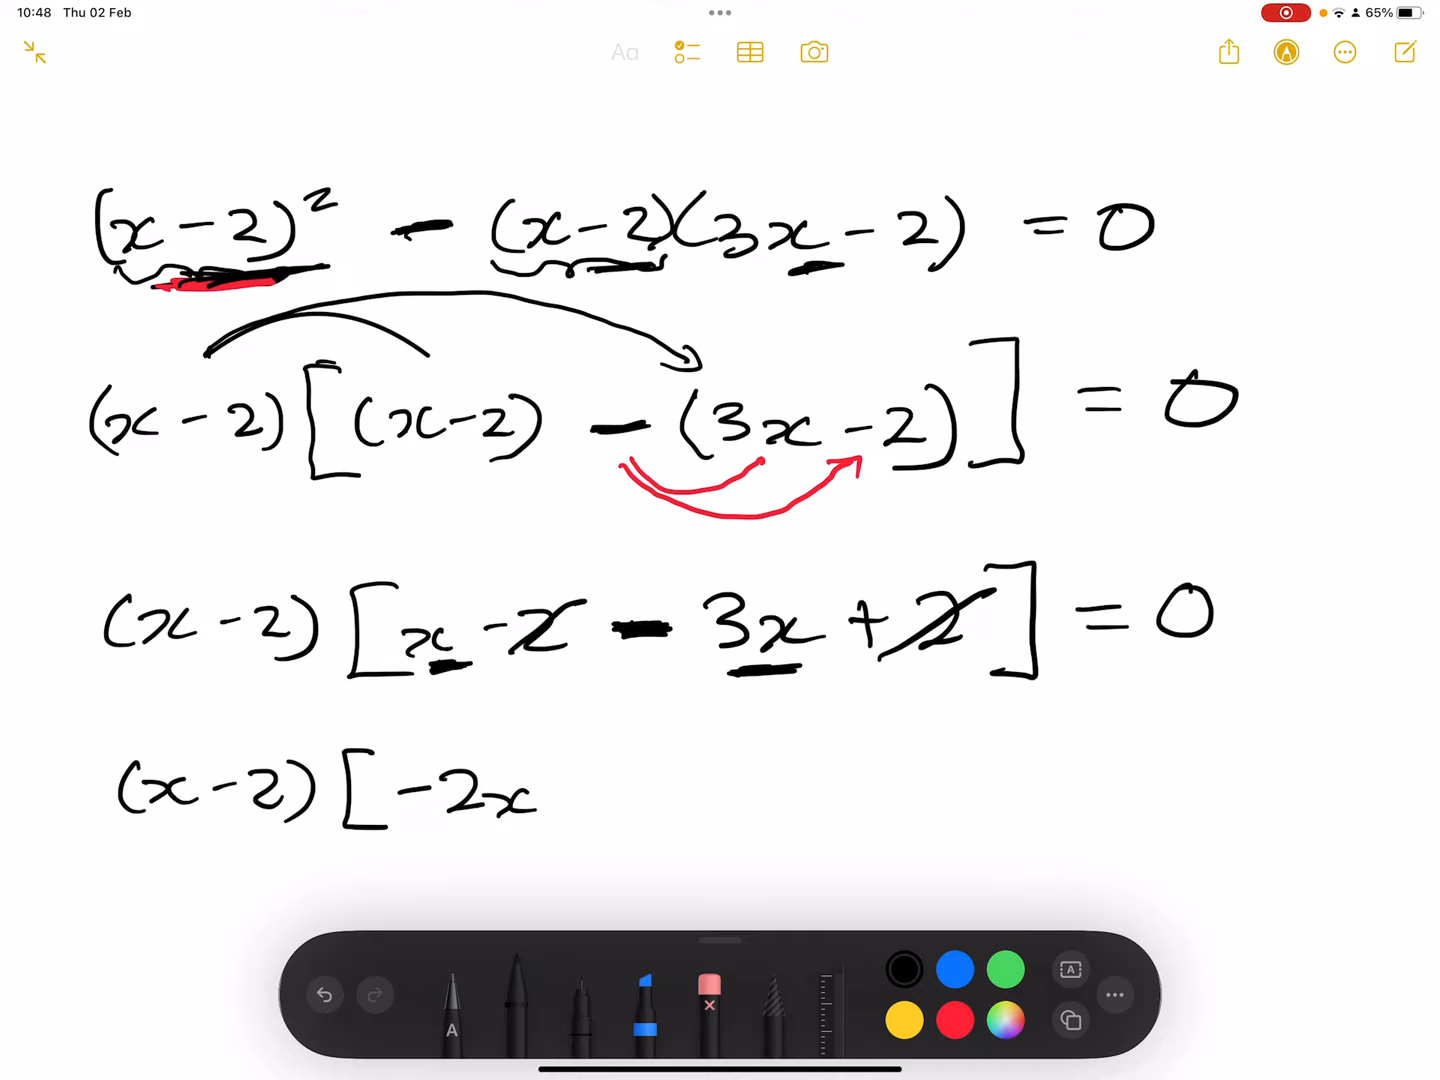 10:48 Thu 02 Feb 65%
Aa
(x-2)² - (x-2)(3x-2) = 0
(x-2)[(x-2) - (3x-2)] = 0
(x-2)[x-2 - 3x+2] = 0
(x-2)[-2x
A
A